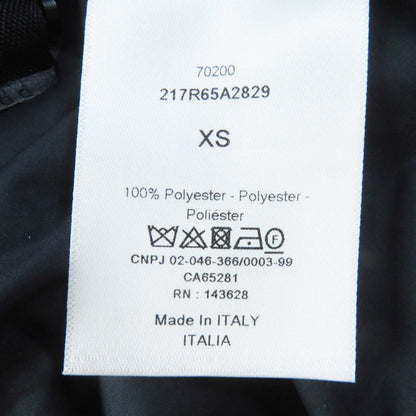 70200
217R65A2829
XS
100% Polyester - Polyester -
Poliéster
F
CNPJ 02-046-366/0003-99
CA65281
RN : 143628
Made In ITALY
ITALIA